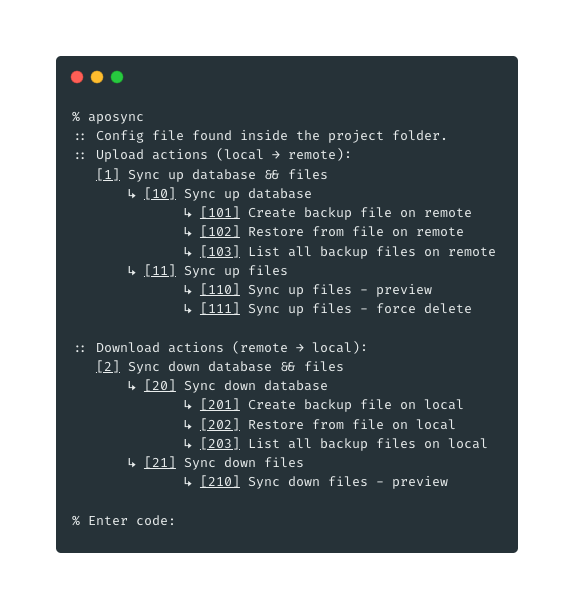 % aposync
:: Config file found inside the project folder.
:: Upload actions (local → remote):
[1] Sync up database && files
↳ [10] Sync up database
↳ [101] Create backup file on remote
↳ [102] Restore from file on remote
↳ [103] List all backup files on remote
↳ [11] Sync up files
↳ [110] Sync up files - preview
↳ [111] Sync up files - force delete
:: Download actions (remote → local):
[2] Sync down database && files
↳ [20] Sync down database
↳ [201] Create backup file on local
↳ [202] Restore from file on local
↳ [203] List all backup files on local
↳ [21] Sync down files
↳ [210] Sync down files - preview
% Enter code: